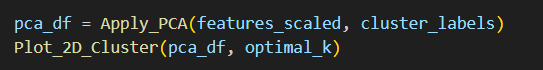 pca_df = Apply_PCA(features_scaled, cluster_labels)
Plot_2D_Cluster(pca_df, optimal_k)